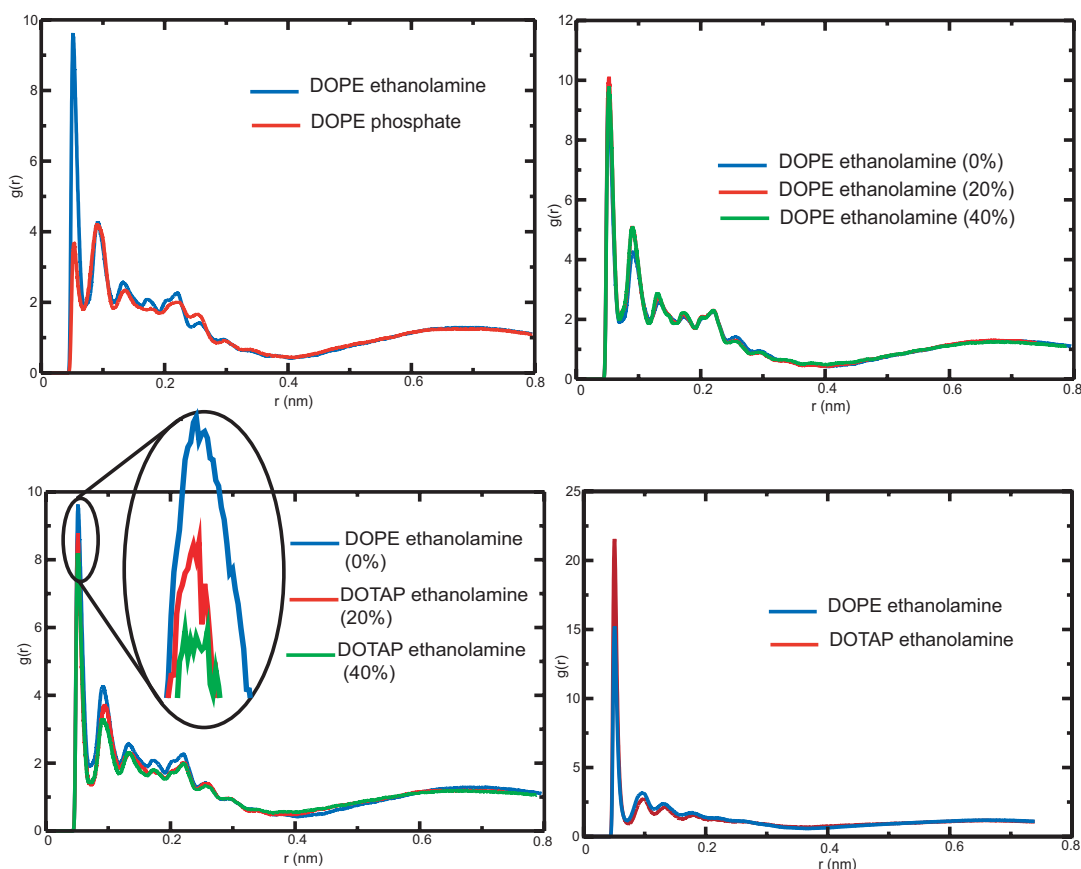 10
8
6
4
2
0
g(r)
DOPE ethanolamine
DOPE phosphate
0
0.2
0.4
0.6
0.8
r (nm)
12
10
8
6
4
2
0
g(r)
DOPE ethanolamine (0%)
DOPE ethanolamine (20%)
DOPE ethanolamine (40%)
0
0.2
0.4
0.6
0.8
r (nm)
10
8
6
4
2
0
g(r)
DOPE ethanolamine
(0%)
DOTAP ethanolamine
(20%)
DOTAP ethanolamine
(40%)
0
0.2
0.4
0.6
0.8
r (nm)
25
20
15
10
5
0
g(r)
DOPE ethanolamine
DOTAP ethanolamine
0
0.2
0.4
0.6
0.8
r (nm)